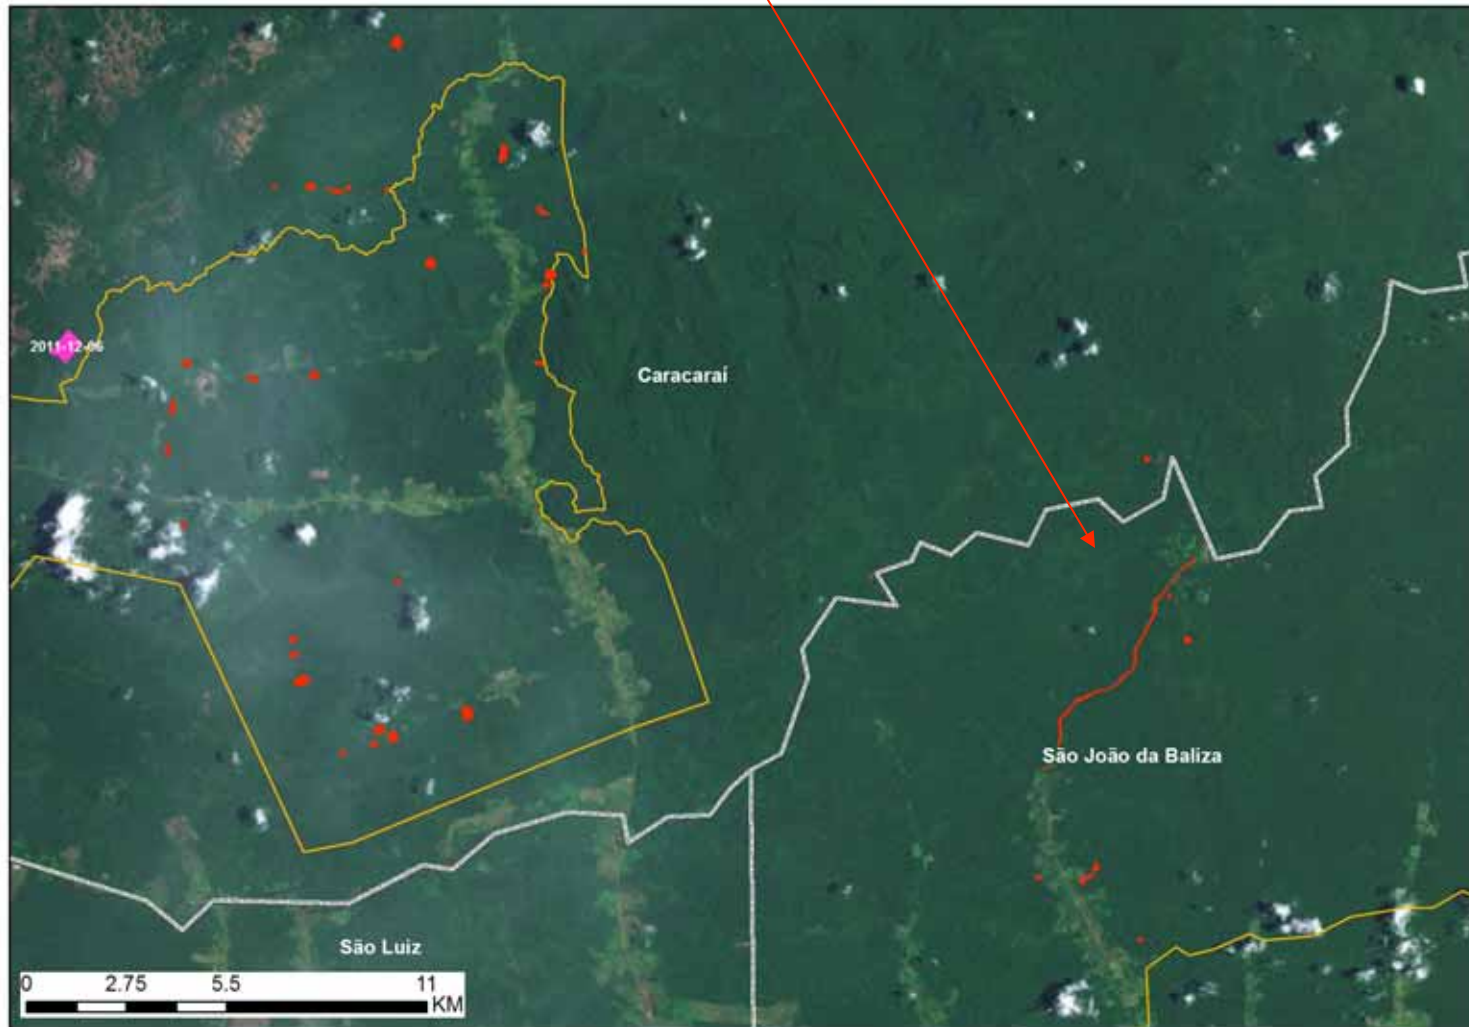 2011-12-06
Caracaraí
São João da Baliza
São Luiz
0 2.75 5.5 11
KM